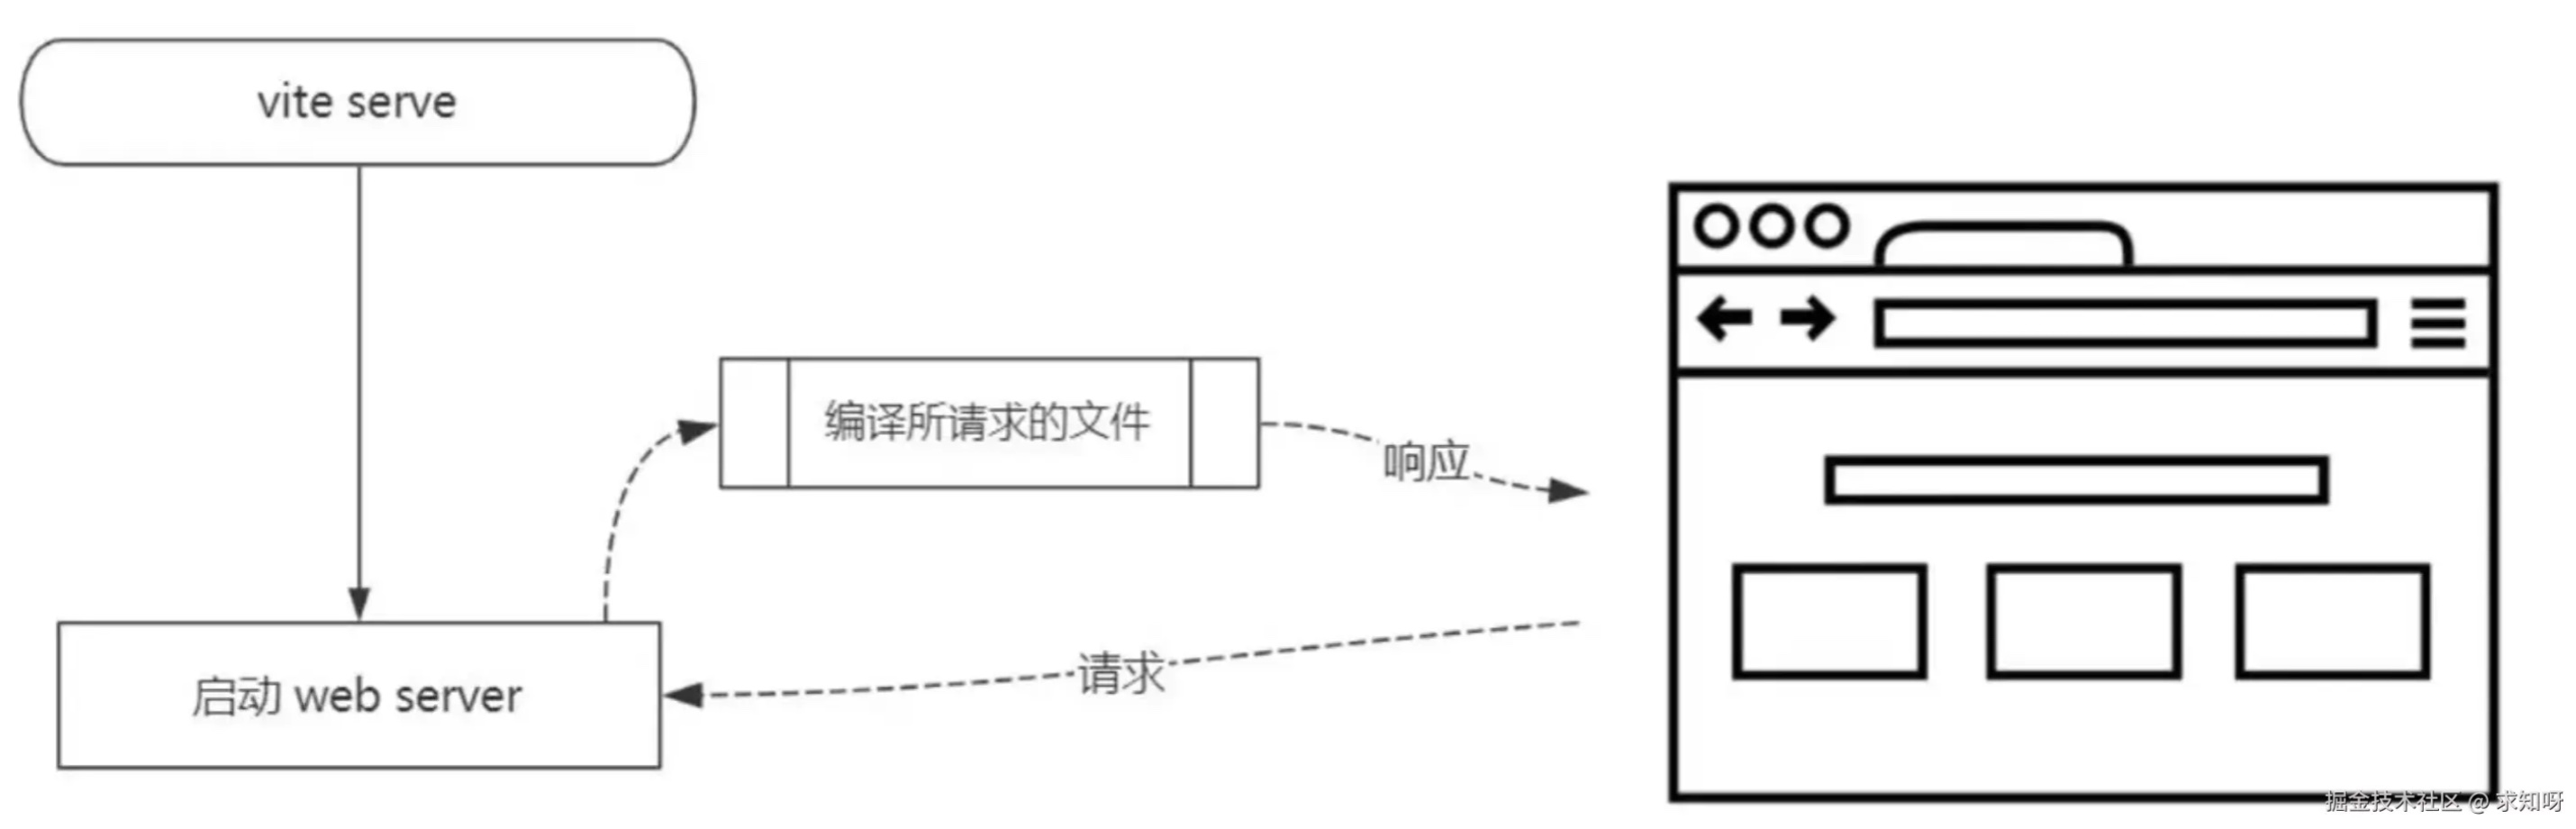 vite serve
编译所请求的文件
响应
请求
启动 web server
掘金技术社区 @ 求知呀